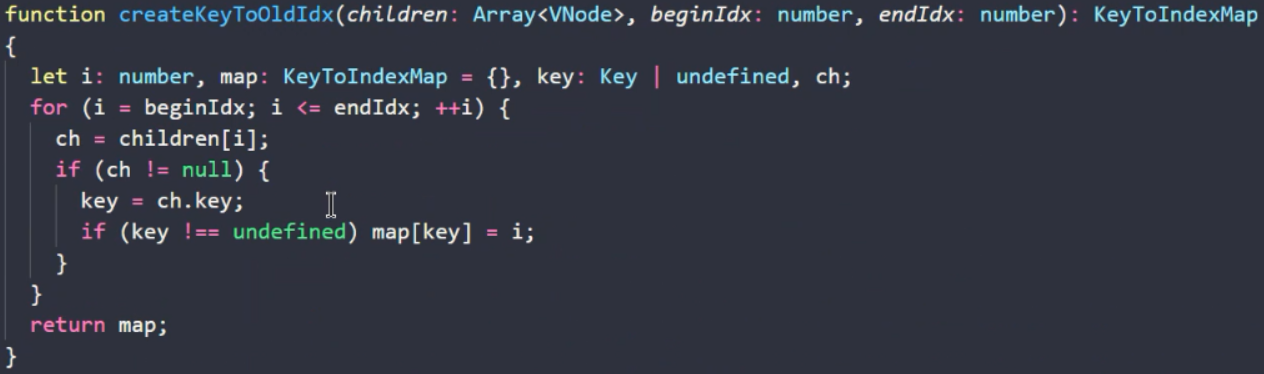 function createKeyToOldIdx(children: Array<VNode>, beginIdx: number, endIdx: number): KeyToIndexMap
{
  let i: number, map: KeyToIndexMap = {}, key: Key | undefined, ch;
  for (i = beginIdx; i <= endIdx; ++i) {
    ch = children[i];
    if (ch != null) {
      key = ch.key;
      if (key !== undefined) map[key] = i;
    }
  }
  return map;
}